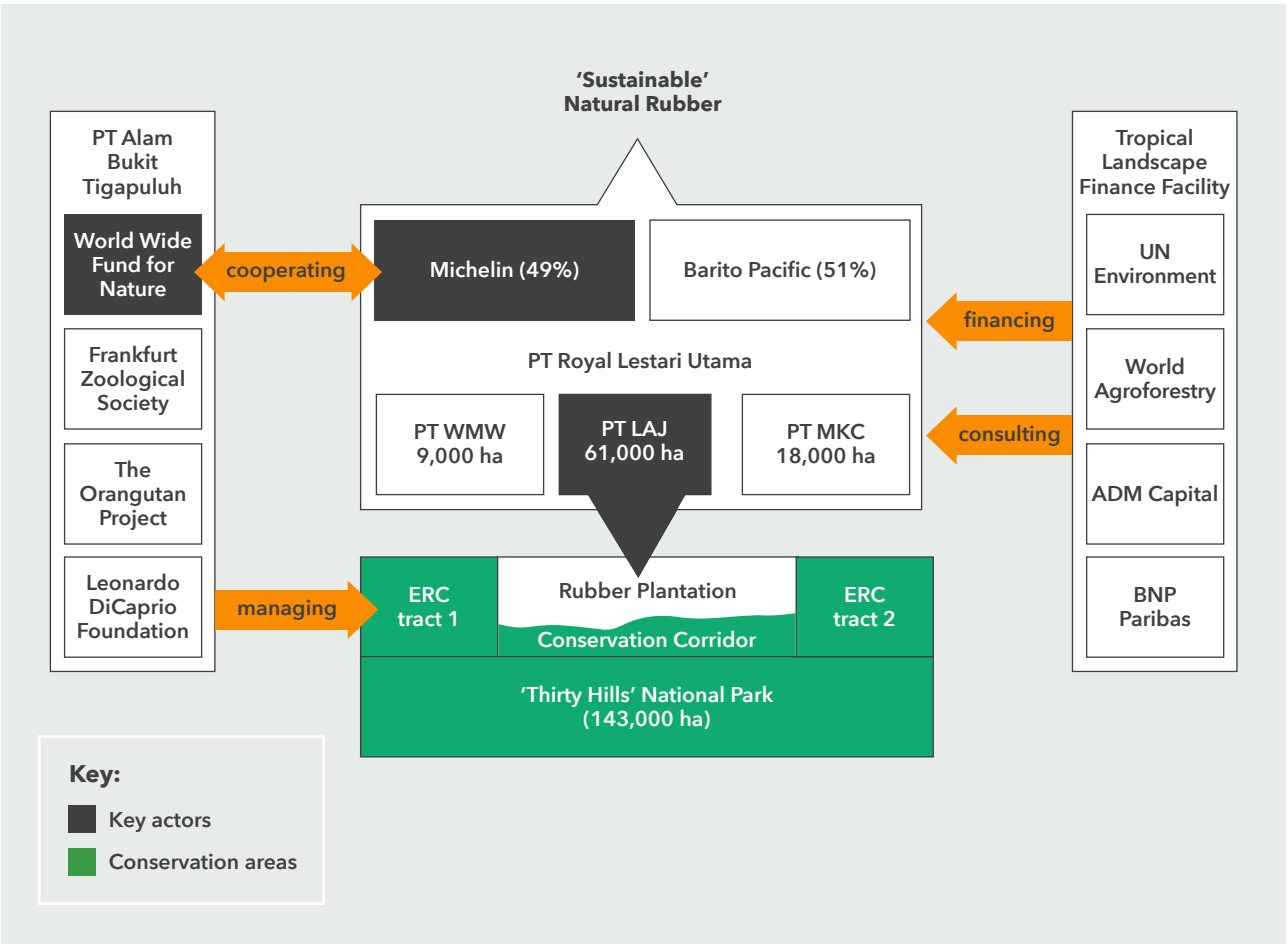 ‘Sustainable’
Natural Rubber
PT Alam
Bukit
Tigapuluh
World Wide
Fund for
Nature
Frankfurt
Zoological
Society
The
Orangutan
Project
Leonardo
DiCaprio
Foundation
cooperating
managing
Michelin (49%)
Barito Pacific (51%)
PT Royal Lestari Utama
PT WMW
9,000 ha
PT LAJ
61,000 ha
PT MKC
18,000 ha
ERC
tract 1
Rubber Plantation
Conservation Corridor
ERC
tract 2
‘Thirty Hills’ National Park
(143,000 ha)
financing
consulting
Tropical
Landscape
Finance Facility
UN
Environment
World
Agroforestry
ADM Capital
BNP
Paribas
Key:
Key actors
Conservation areas